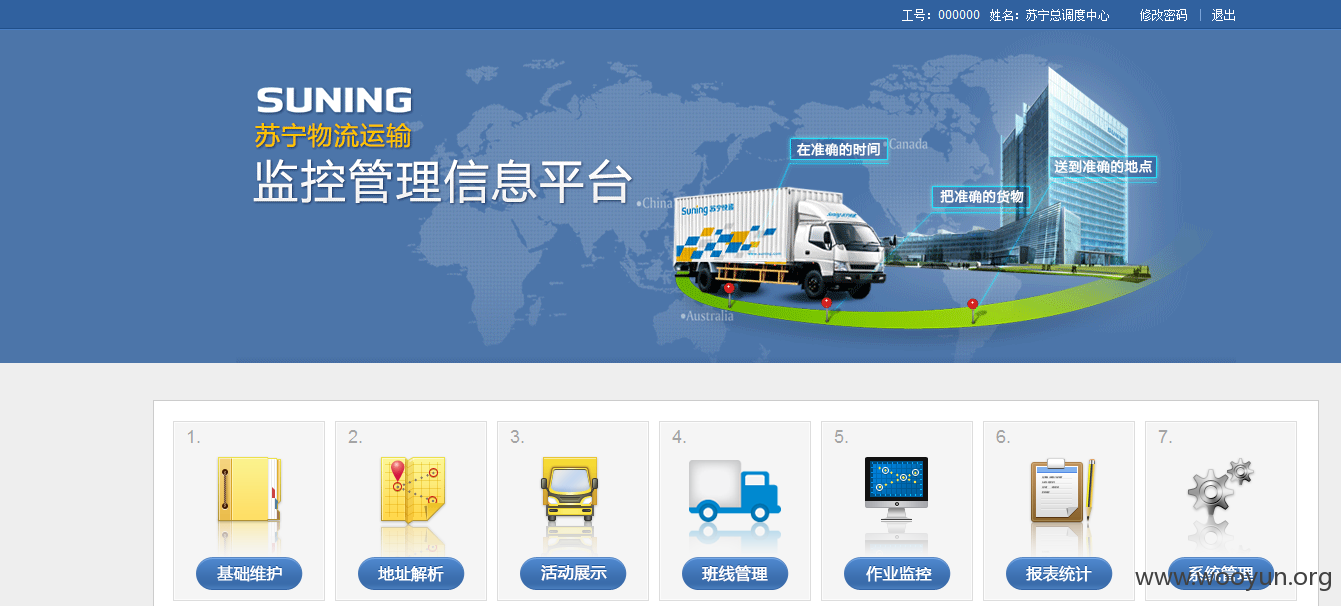 工号：000000 姓名：苏宁总调度中心 修改密码 | 退出
SUNING
苏宁物流运输
监控管理信息平台
在准确的时间
Canada
送到准确的地点
把准确的货物
China
Suning 苏宁易购
Australia
1.
2.
3.
4.
5.
6.
7.
基础维护
地址解析
活动展示
班线管理
作业监控
报表统计
系统管理
www.wooyun.org